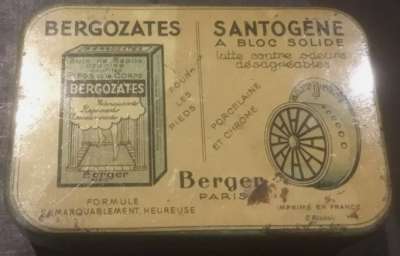 BERGOZATES
BERGOZATES
BERGOZATES
Berger
POUR
LES
PIEDS
SANTOGÈNE
A BLOC SOLIDE
lutte contre odeurs
désagréables
PORCELAINE
ET CHROME
Berger
PARIS
FORMULE
REMARQUABLEMENT HEUREUSE
IMPRIMÉ EN FRANCE